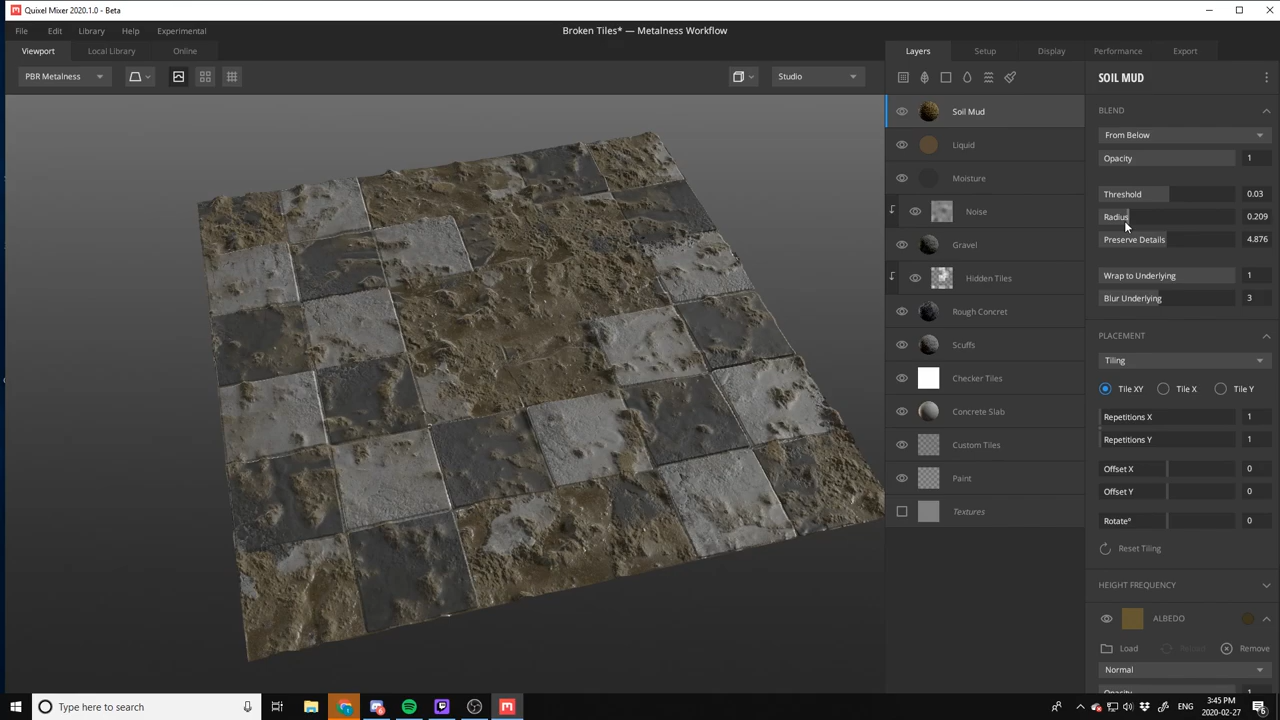 Quixel Mixer 2020.1.0 - Beta
File Edit Library Help Experimental
Broken Tiles* — Metalness Workflow
Viewport Local Library Online
Layers Setup Display Performance Export
PBR Metalness
Studio
SOIL MUD
BLEND
Soil Mud
From Below
Liquid
Opacity 1
Moisture
Threshold 0.03
Noise
Radius 0.209
Gravel
Preserve Details 4.876
Hidden Tiles
Wrap to Underlying 1
Blur Underlying 3
Rough Concret
PLACEMENT
Scuffs
Tiling
Checker Tiles
Tile XY Tile X Tile Y
Concrete Slab
Repetitions X 1
Repetitions Y 1
Custom Tiles
Offset X 0
Paint
Offset Y 0
Textures
Rotate° 0
Reset Tiling
HEIGHT FREQUENCY
ALBEDO
Load Reload Remove
Normal
Opacity
Type here to search
ENG
3:45 PM
2020-02-27